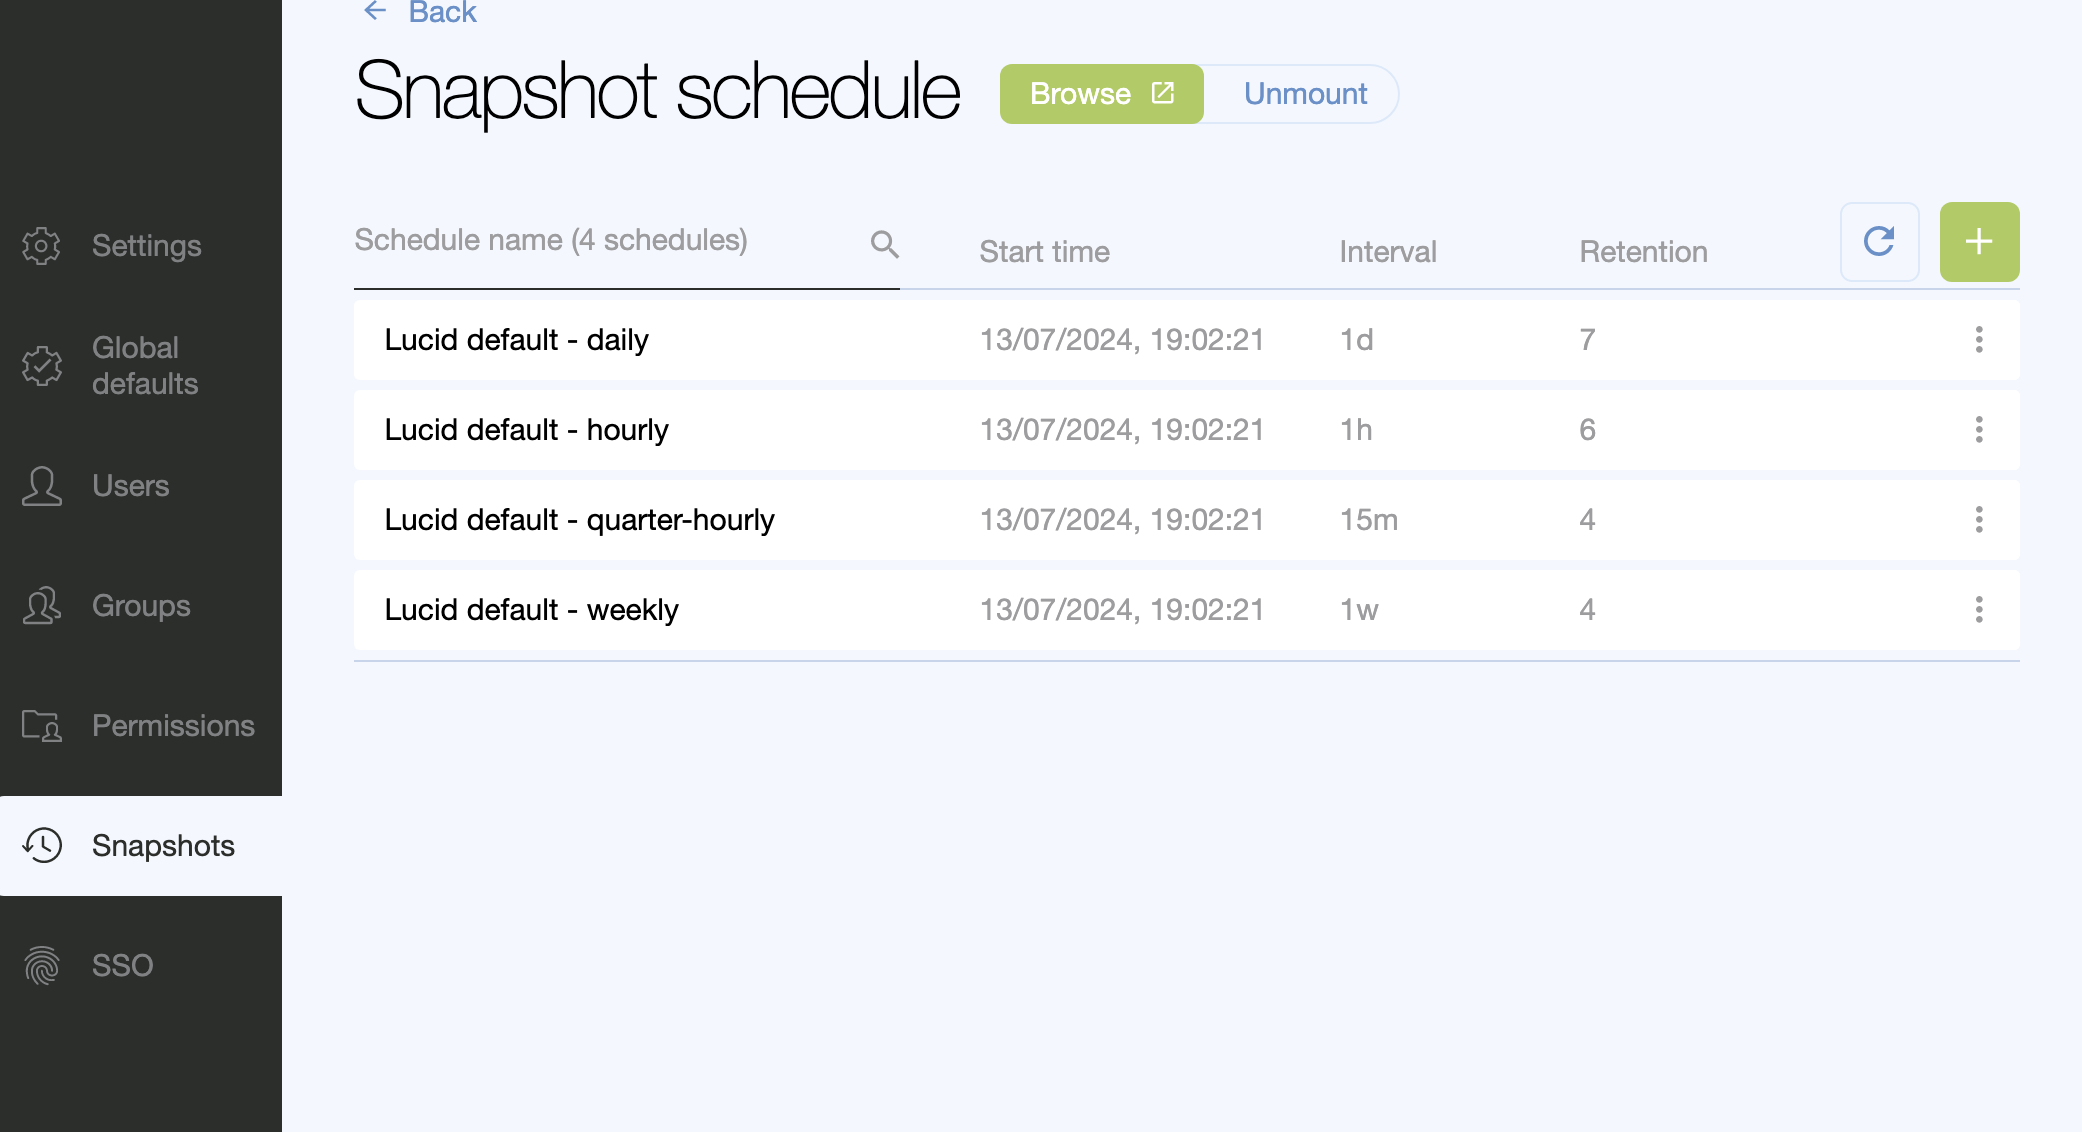 Back
Snapshot schedule
Browse
Unmount
Schedule name (4 schedules)
Start time
Interval
Retention
Lucid default - daily
13/07/2024, 19:02:21
1d
7
Lucid default - hourly
13/07/2024, 19:02:21
1h
6
Lucid default - quarter-hourly
13/07/2024, 19:02:21
15m
4
Lucid default - weekly
13/07/2024, 19:02:21
1w
4
Settings
Global
defaults
Users
Groups
Permissions
Snapshots
SSO